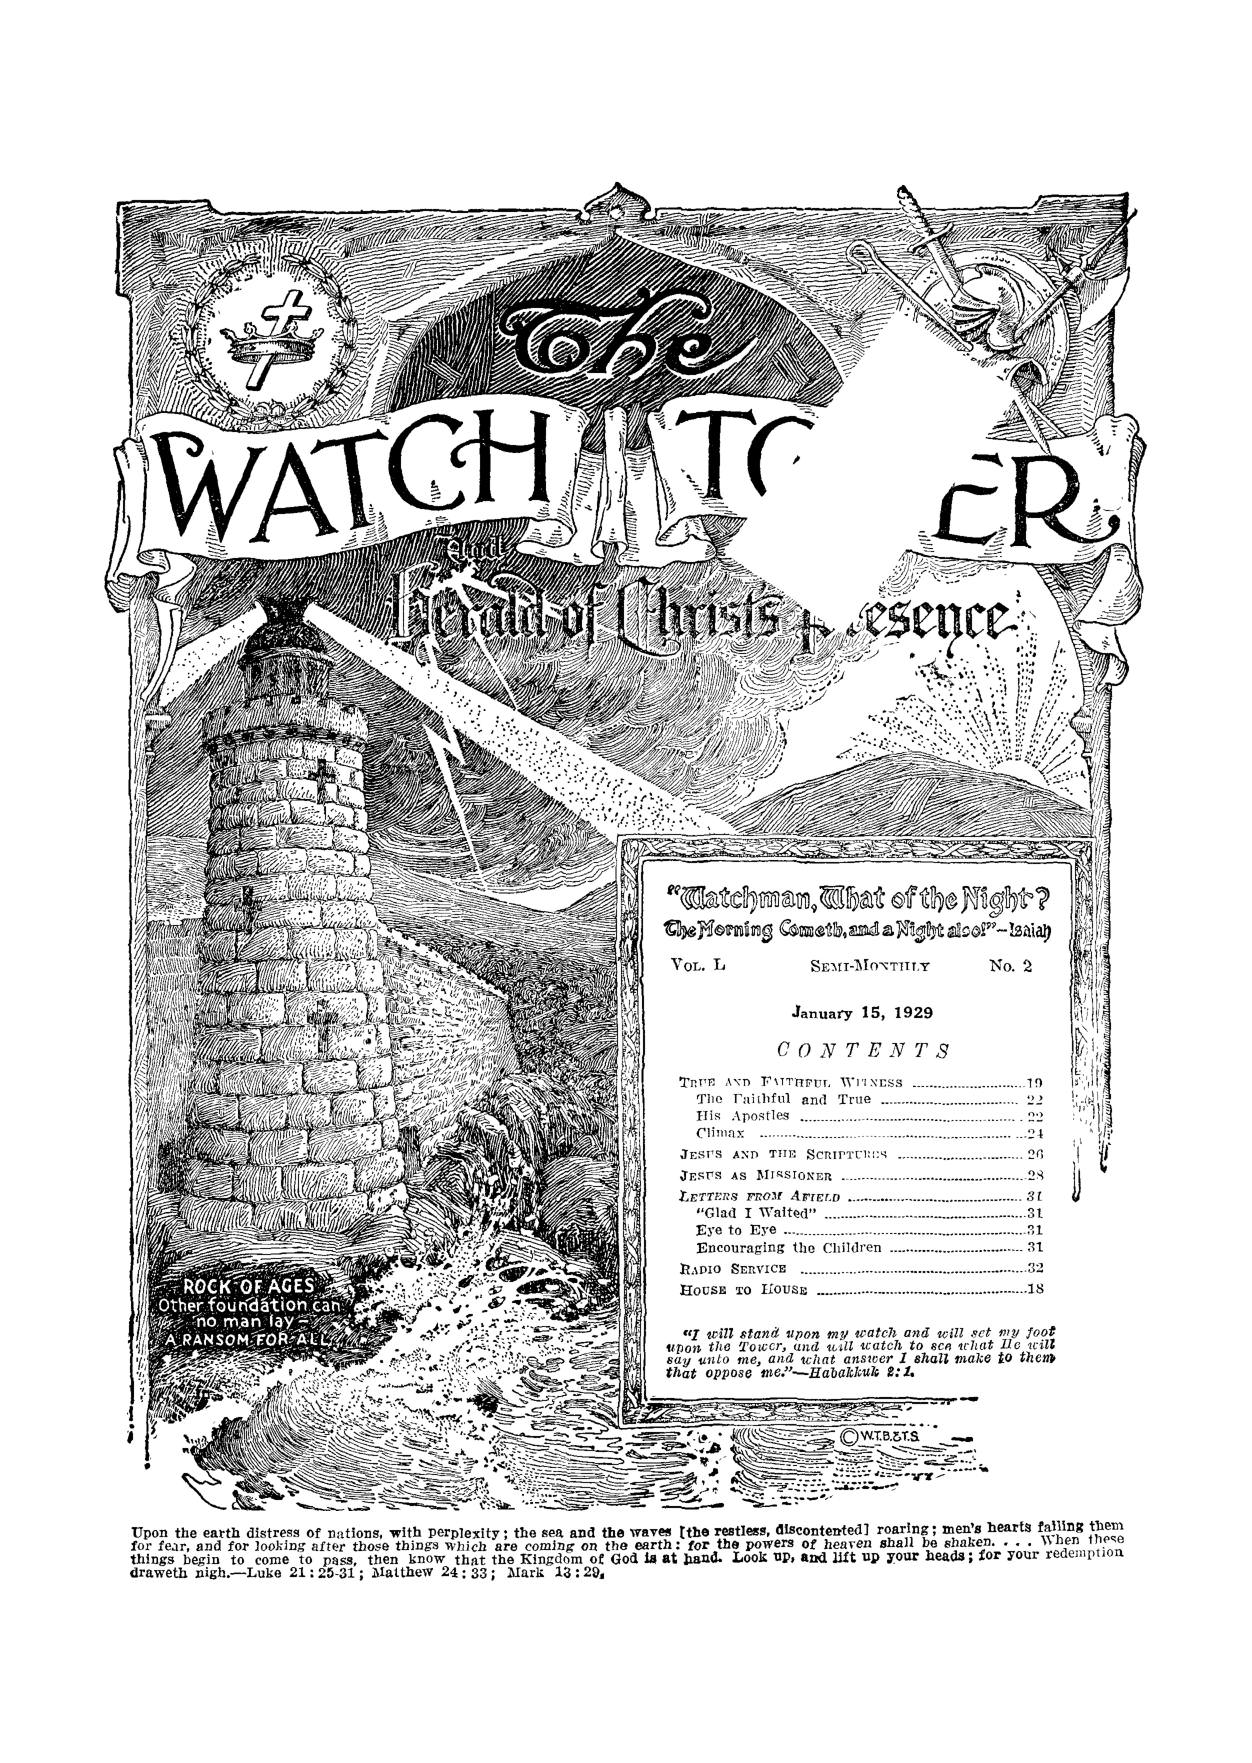 The
WATCH TO ER
And
Herald of Christ's Presence
"Watchman, What of the Night?
The Morning Cometh, and a Night also!"—Isaiah
VOL. L SEMI-MONTHLY No. 2
January 15, 1929
CONTENTS
TRUE AND FAITHFUL WITNESS 19
The Faithful and True 22
His Apostles 22
Climax 24
JESUS AND THE SCRIPTURES 26
JESUS AS MISSIONER 28
LETTERS FROM AFIELD 31
"Glad I Waited" 31
Eye to Eye 31
Encouraging the Children 31
RADIO SERVICE 32
HOUSE TO HOUSE 18
"I will stand upon my watch and will set my foot
upon the Tower, and will watch to see what He will
say unto me, and what answer I shall make to them
that oppose me."—Habakkuk 2:1.
ROCK OF AGES
Other foundation can
no man lay—
A RANSOM FOR ALL
©W.T.B.&T.S.
Upon the earth distress of nations, with perplexity; the sea and the waves [the restless, discontented] roaring; men's hearts failing them
for fear, and for looking after those things which are coming on the earth: for the powers of heaven shall be shaken. . . . When these
things begin to come to pass, then know that the Kingdom of God is at hand. Look up, and lift up your heads; for your redemption
draweth nigh.—Luke 21:25-31; Matthew 24:33; Mark 13:29.